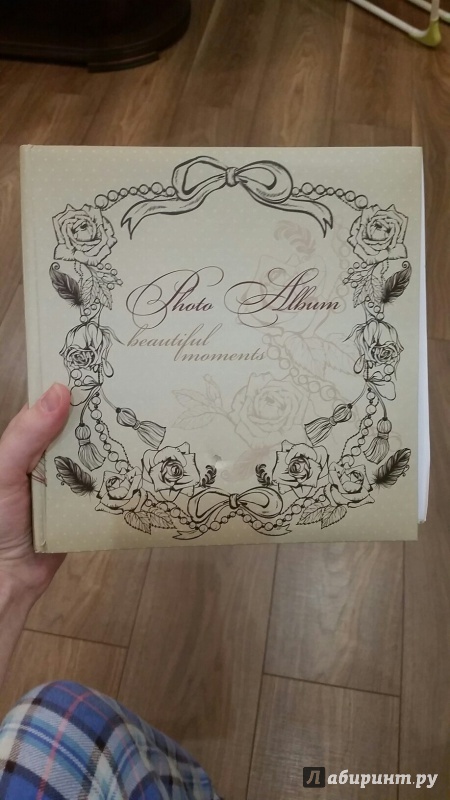 Photo Album
beautiful
moments
Лабиринт.ру